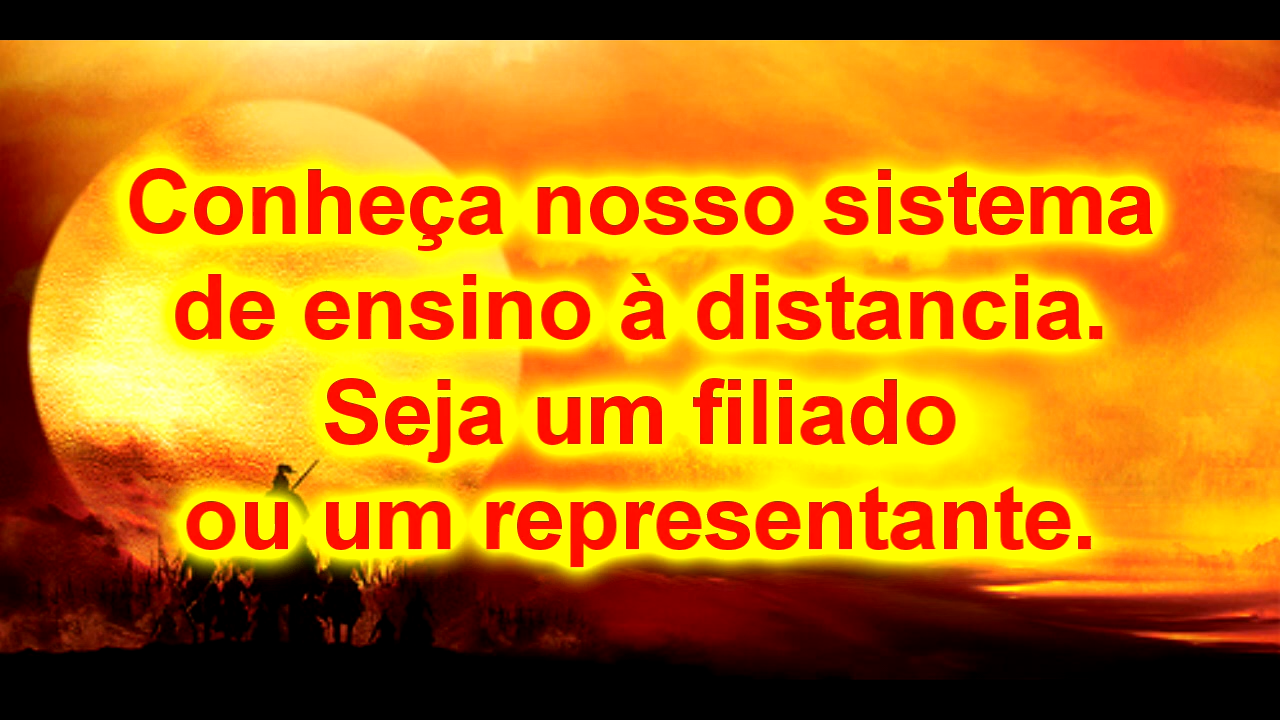 Conheça nosso sistema
de ensino à distancia.
Seja um filiado
ou um representante.